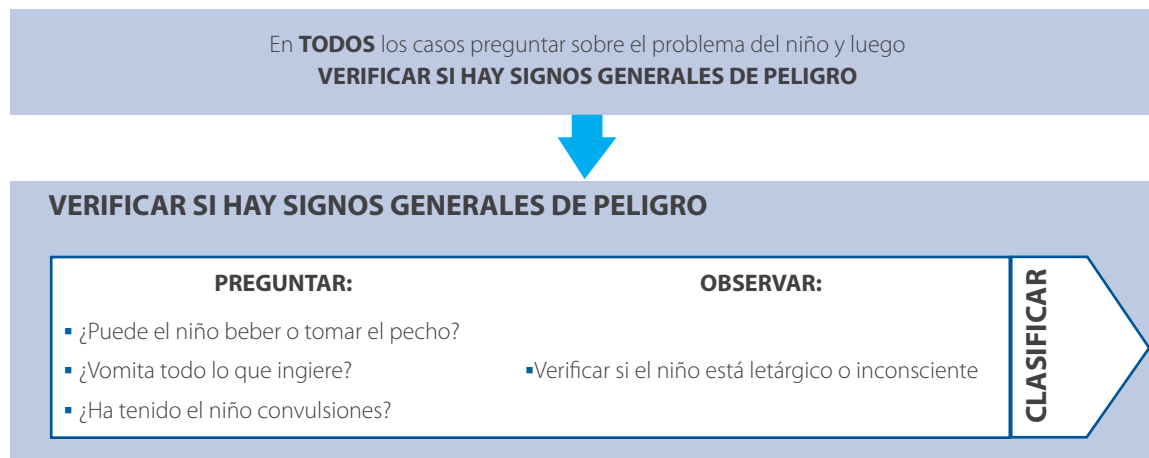 En TODOS los casos preguntar sobre el problema del niño y luego
VERIFICAR SI HAY SIGNOS GENERALES DE PELIGRO
VERIFICAR SI HAY SIGNOS GENERALES DE PELIGRO
PREGUNTAR:
▪ ¿Puede el niño beber o tomar el pecho?
▪ ¿Vomita todo lo que ingiere?
▪ ¿Ha tenido el niño convulsiones?
OBSERVAR:
▪Verificar si el niño está letárgico o inconsciente
CLASIFICAR